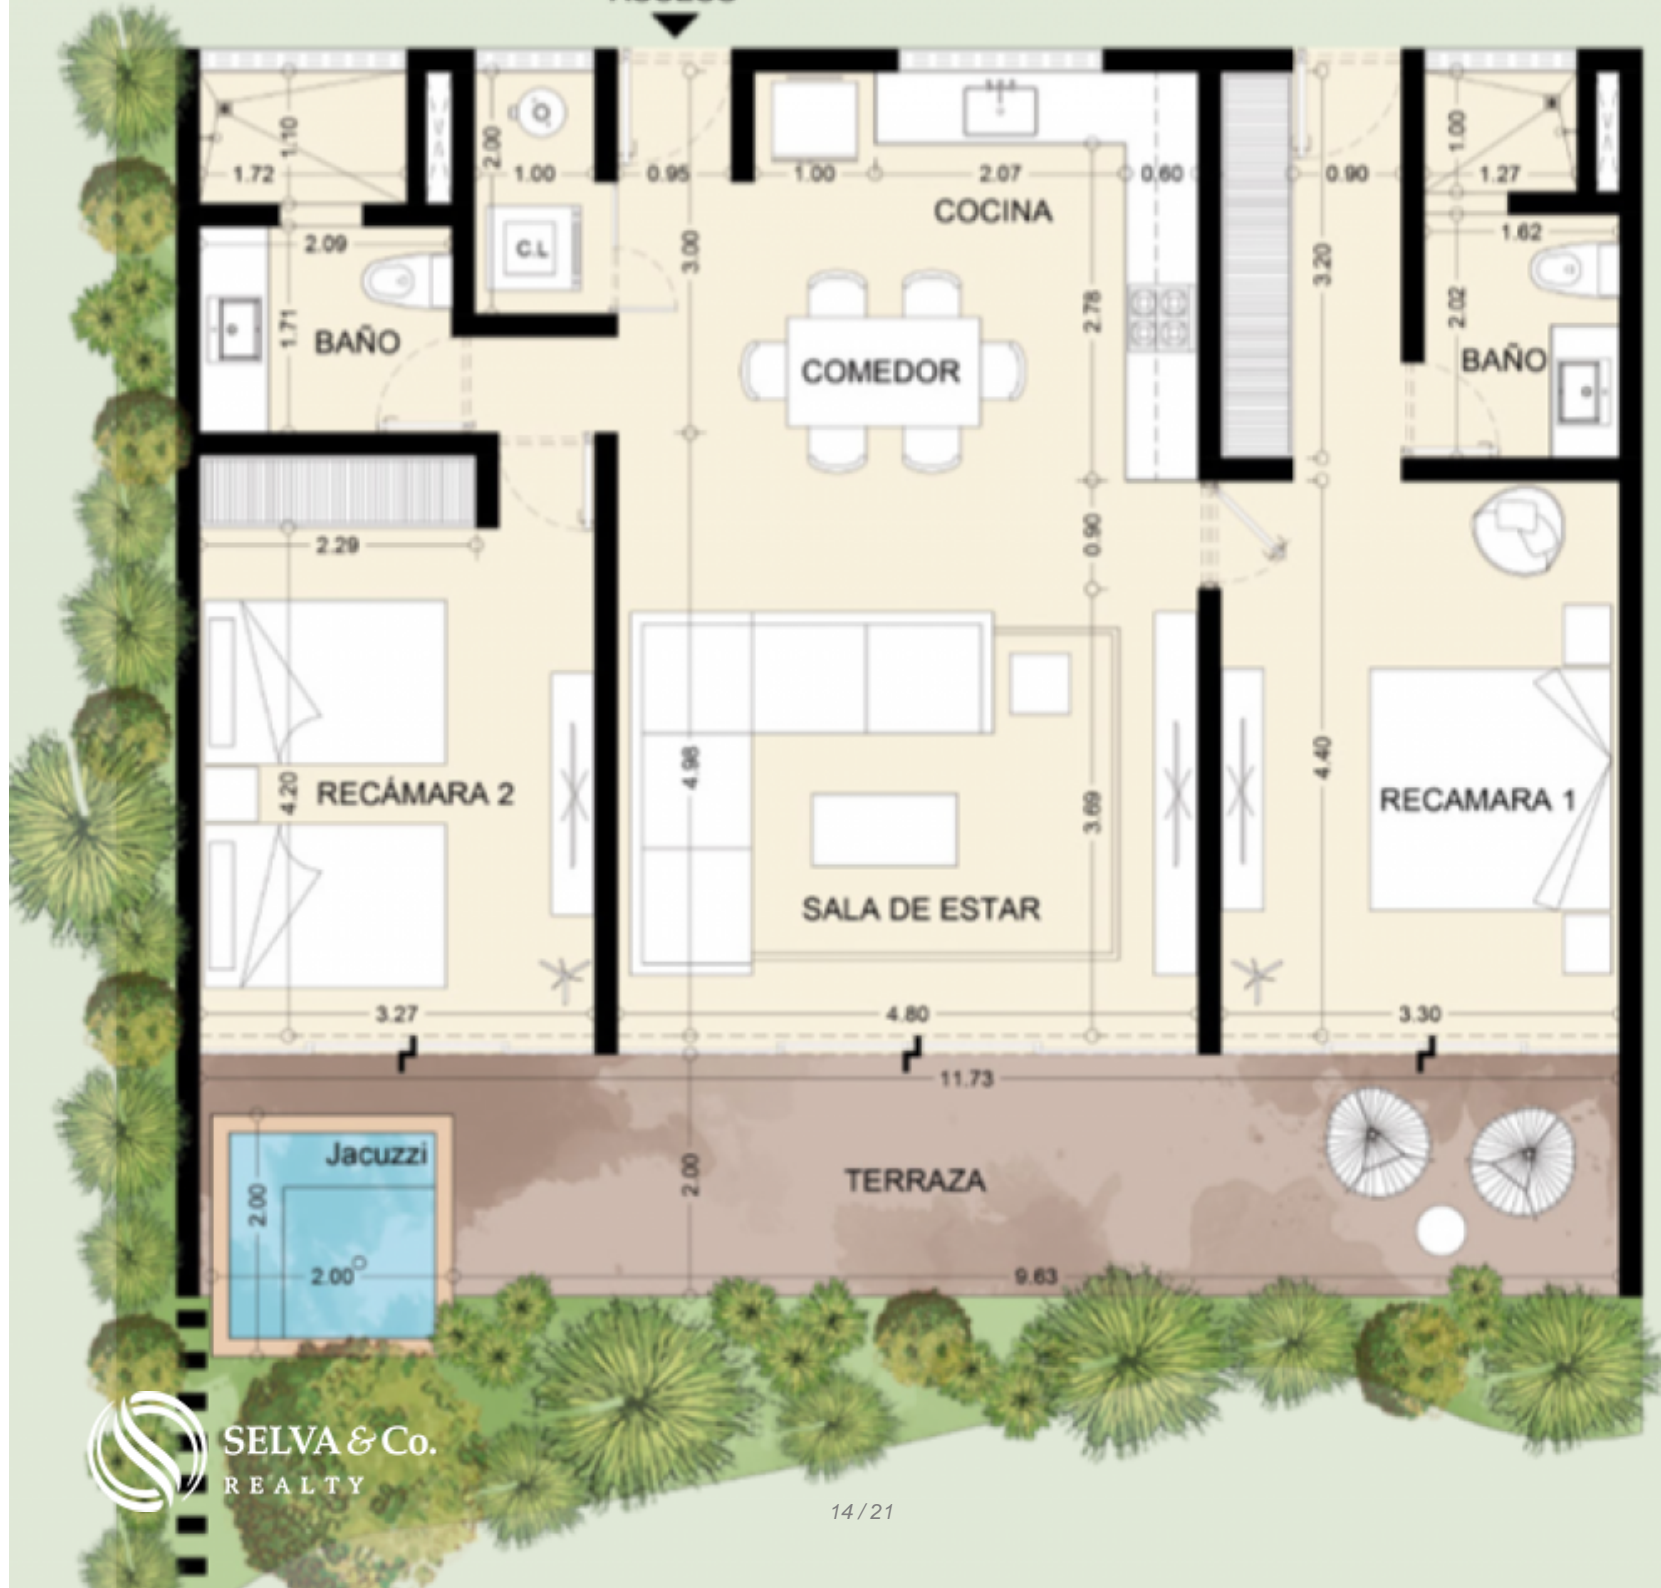 ACCESO
1.10
1.72
2.00
1.00
0.95
1.00
2.07
0.60
0.90
1.00
1.27
COCINA
2.09
C.L
3.00
3.20
1.62
1.71
BAÑO
2.78
2.02
COMEDOR
BAÑO
2.29
0.90
4.20
RECÁMARA 2
4.98
3.69
4.40
RECAMARA 1
SALA DE ESTAR
3.27
4.80
3.30
11.73
Jacuzzi
2.00
2.00
TERRAZA
2.00
9.63
SELVA & Co.
REALTY
14 / 21